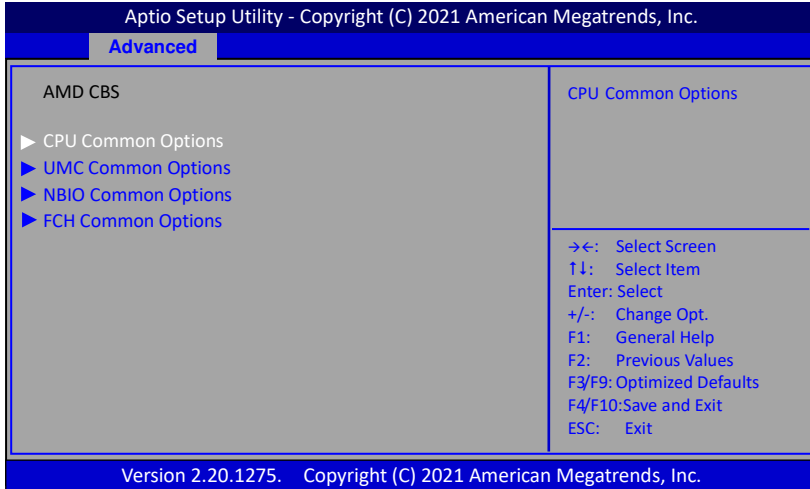 Aptio Setup Utility - Copyright (C) 2021 American Megatrends, Inc.
Advanced
AMD CBS
▶ CPU Common Options
▶ UMC Common Options
▶ NBIO Common Options
▶ FCH Common Options
CPU Common Options
→←: Select Screen
↑↓: Select Item
Enter: Select
+/-: Change Opt.
F1: General Help
F2: Previous Values
F3/F9: Optimized Defaults
F4/F10:Save and Exit
ESC: Exit
Version 2.20.1275. Copyright (C) 2021 American Megatrends, Inc.